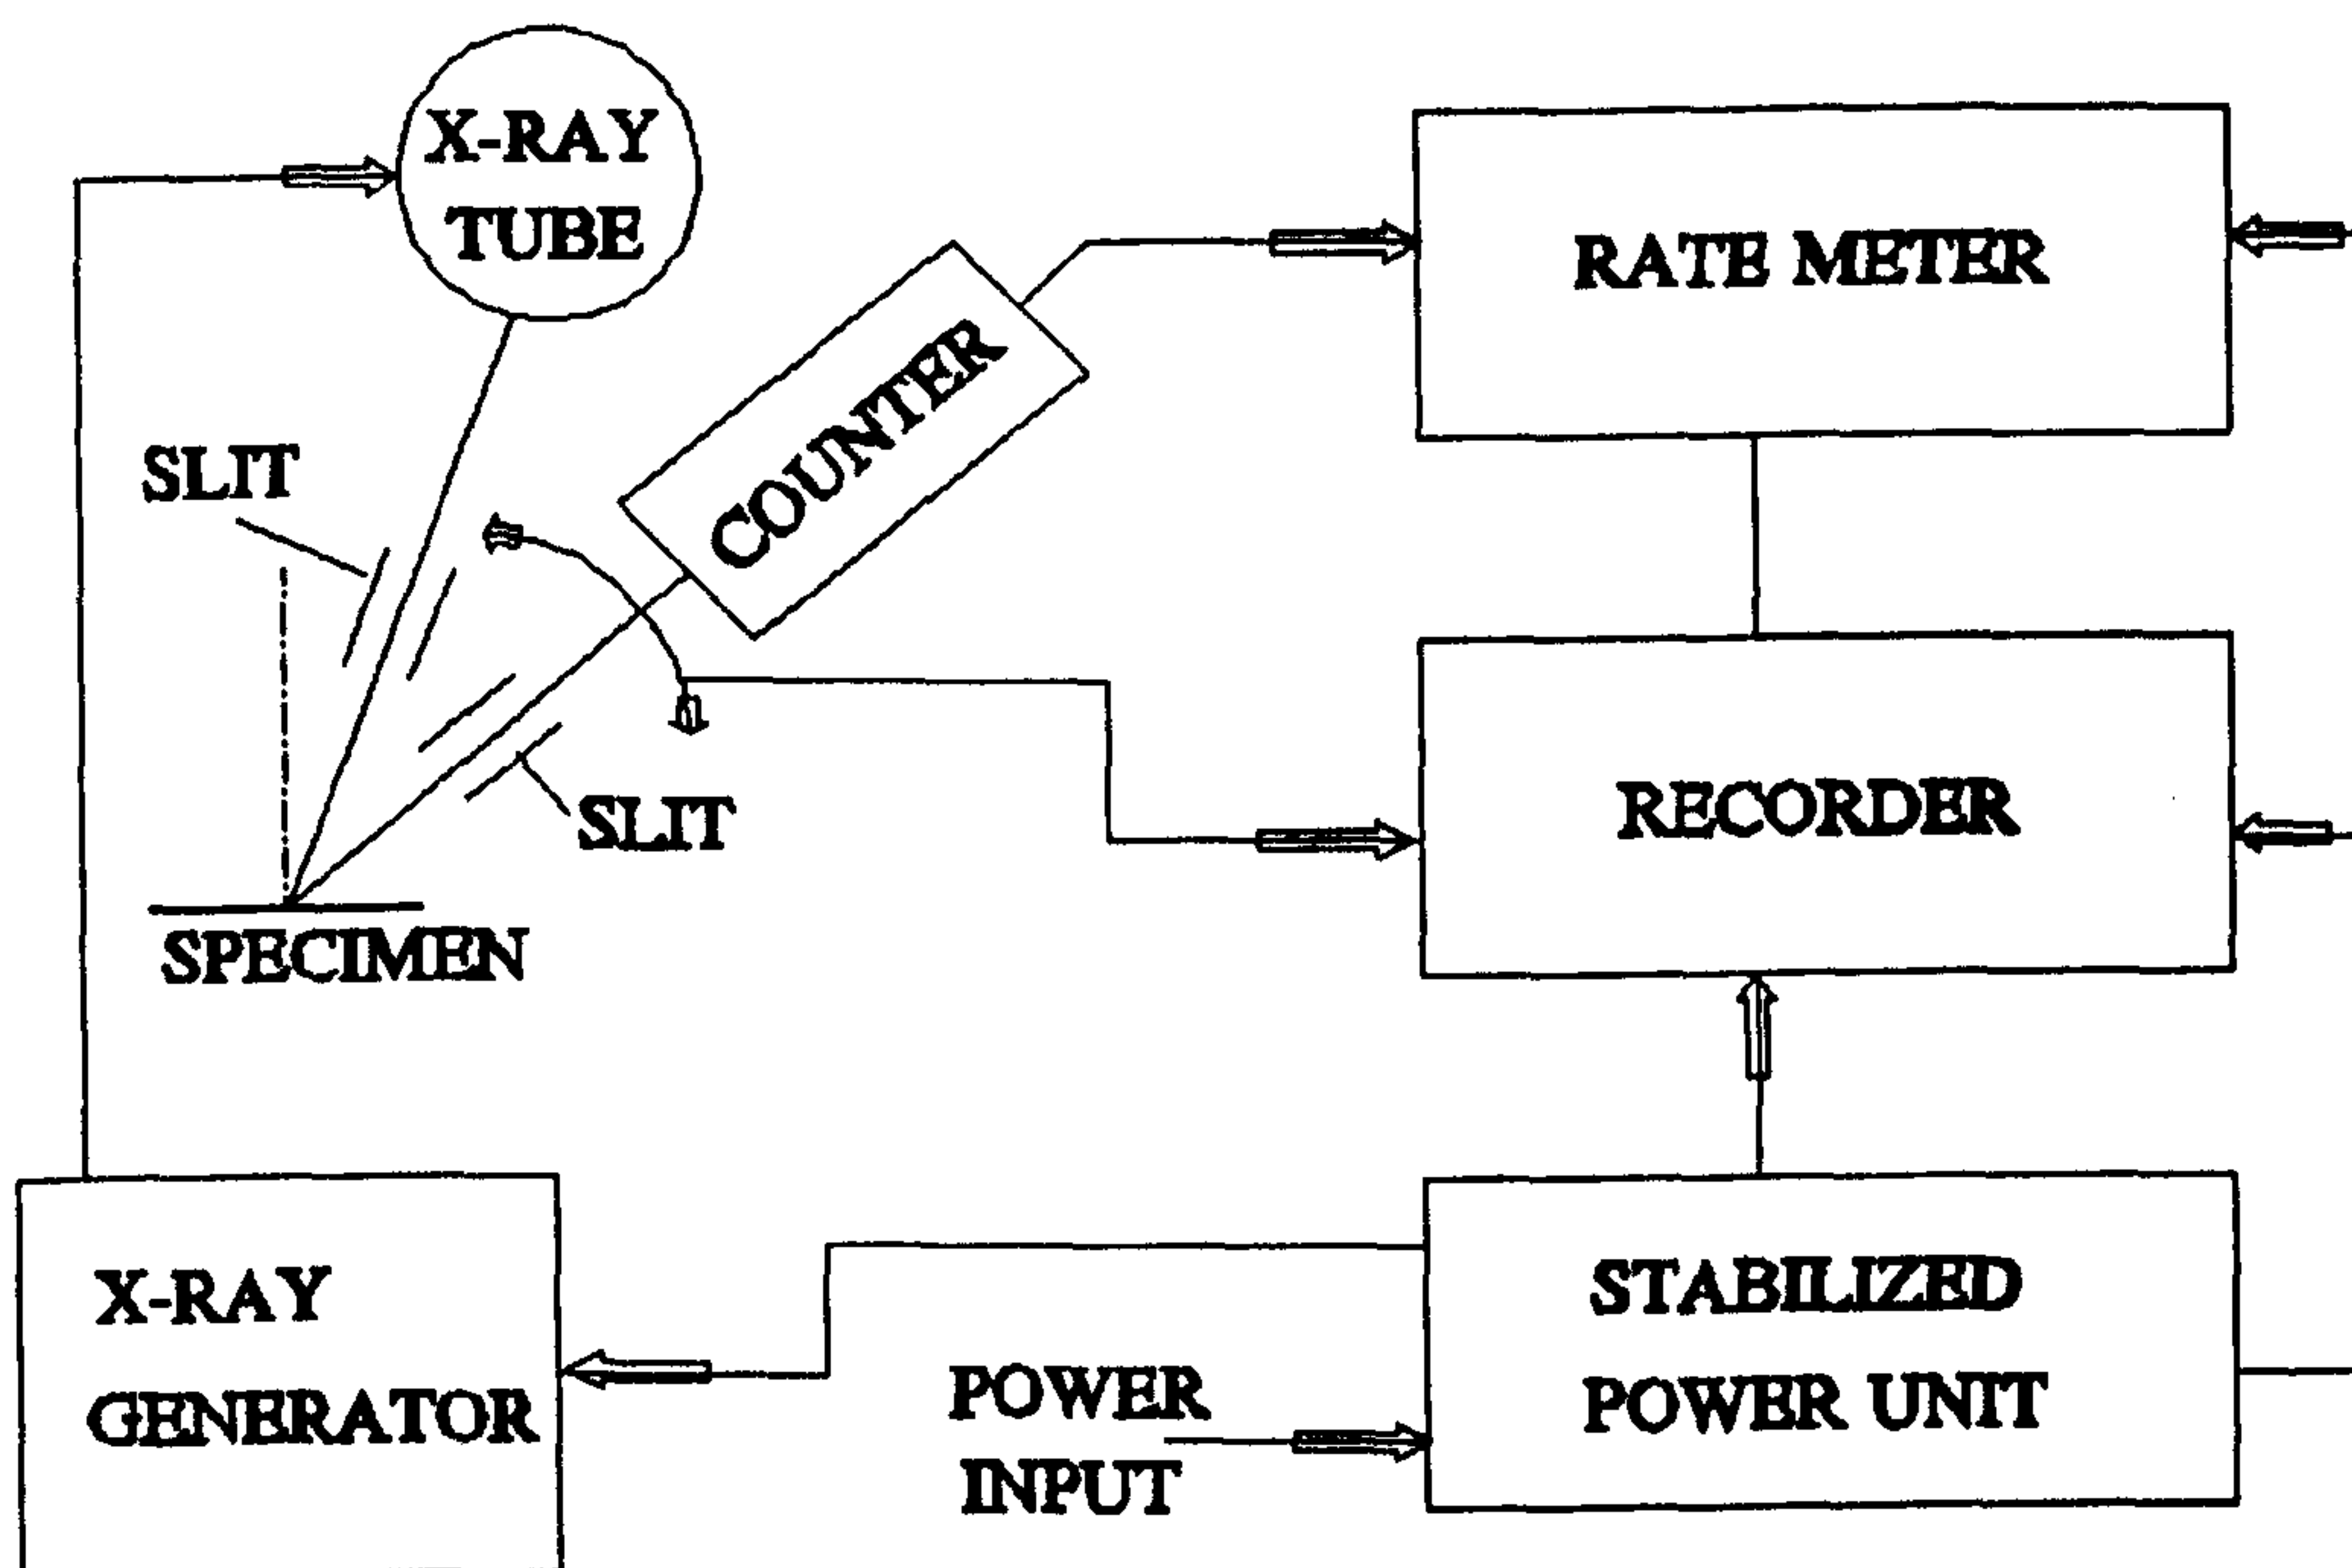 X-RAY
TUBE
RATE METER
COUNTER
SLIT
RECORDER
SLIT
SPECIMEN
X-RAY
GENERATOR
POWER
INPUT
STABILIZED
POWER UNIT